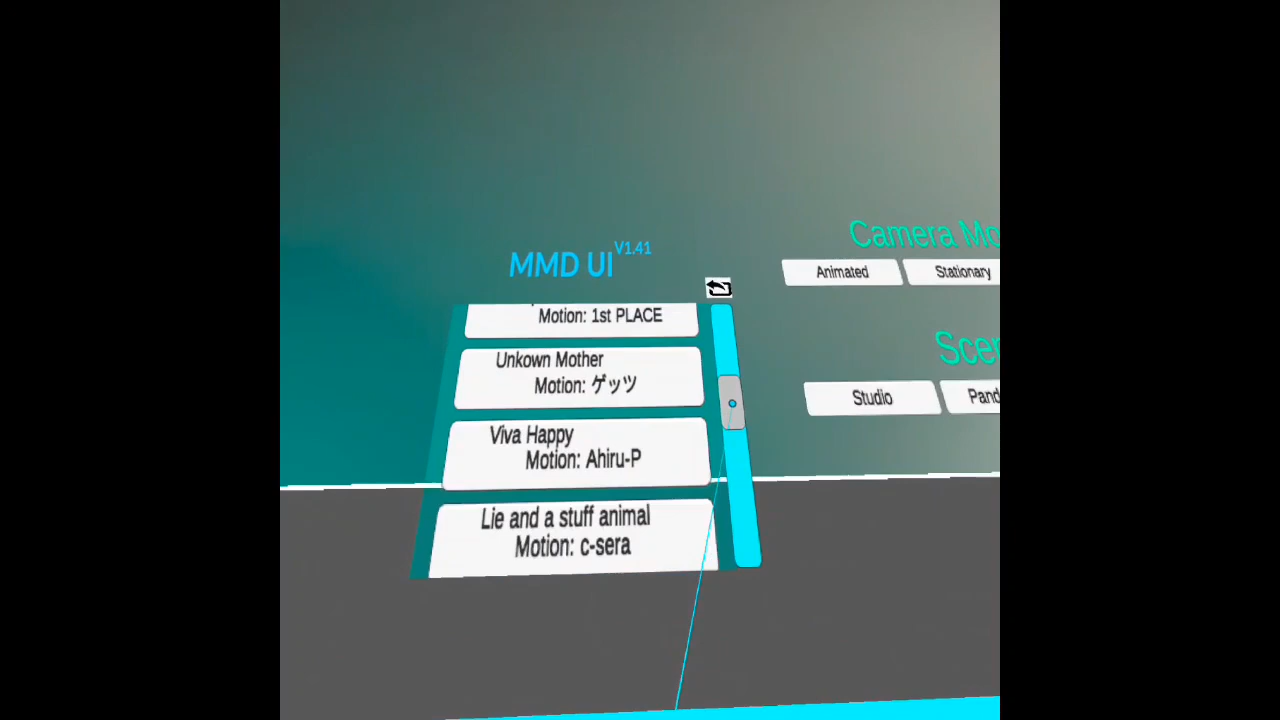 MMD UI V1.41
Motion: 1st PLACE
Unkown Mother
Motion: ゲッツ
Viva Happy
Motion: Ahiru-P
Lie and a stuff animal
Motion: c-sera
Camera Mo
Animated
Stationary
Scen
Studio
Pand